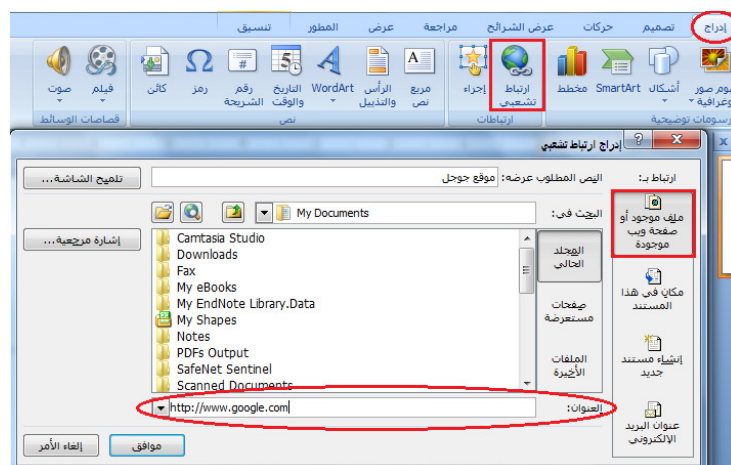 إدراج تصميم حركات عرض الشرائح مراجعة عرض المطور تنسيق
أشكال SmartArt مخطط ارتباط تشعبي إجراء مربع نص الرأس والتذييل WordArt التاريخ والوقت رقم الشريحة رمز كائن فيلم صوت
ارتباطات نص قصاصات الوسائط
إدراج ارتباط تشعبي
ارتباط بـ: النص المطلوب عرضه: موقع جوجل تلميح الشاشة...
ملف موجود أو صفحة ويب موجودة
البحث في: My Documents
إشارة مرجعية...
المجلد الحالي
Camtasia Studio
Downloads
Fax
My eBooks
مكان في هذا المستند
صفحات مستعرضة
My EndNote Library.Data
My Shapes
Notes
PDFs Output
إنشاء مستند جديد
الملفات الأخيرة
SafeNet Sentinel
Scanned Documents
عنوان البريد الإلكتروني
العنوان: http://www.google.com
موافق إلغاء الأمر